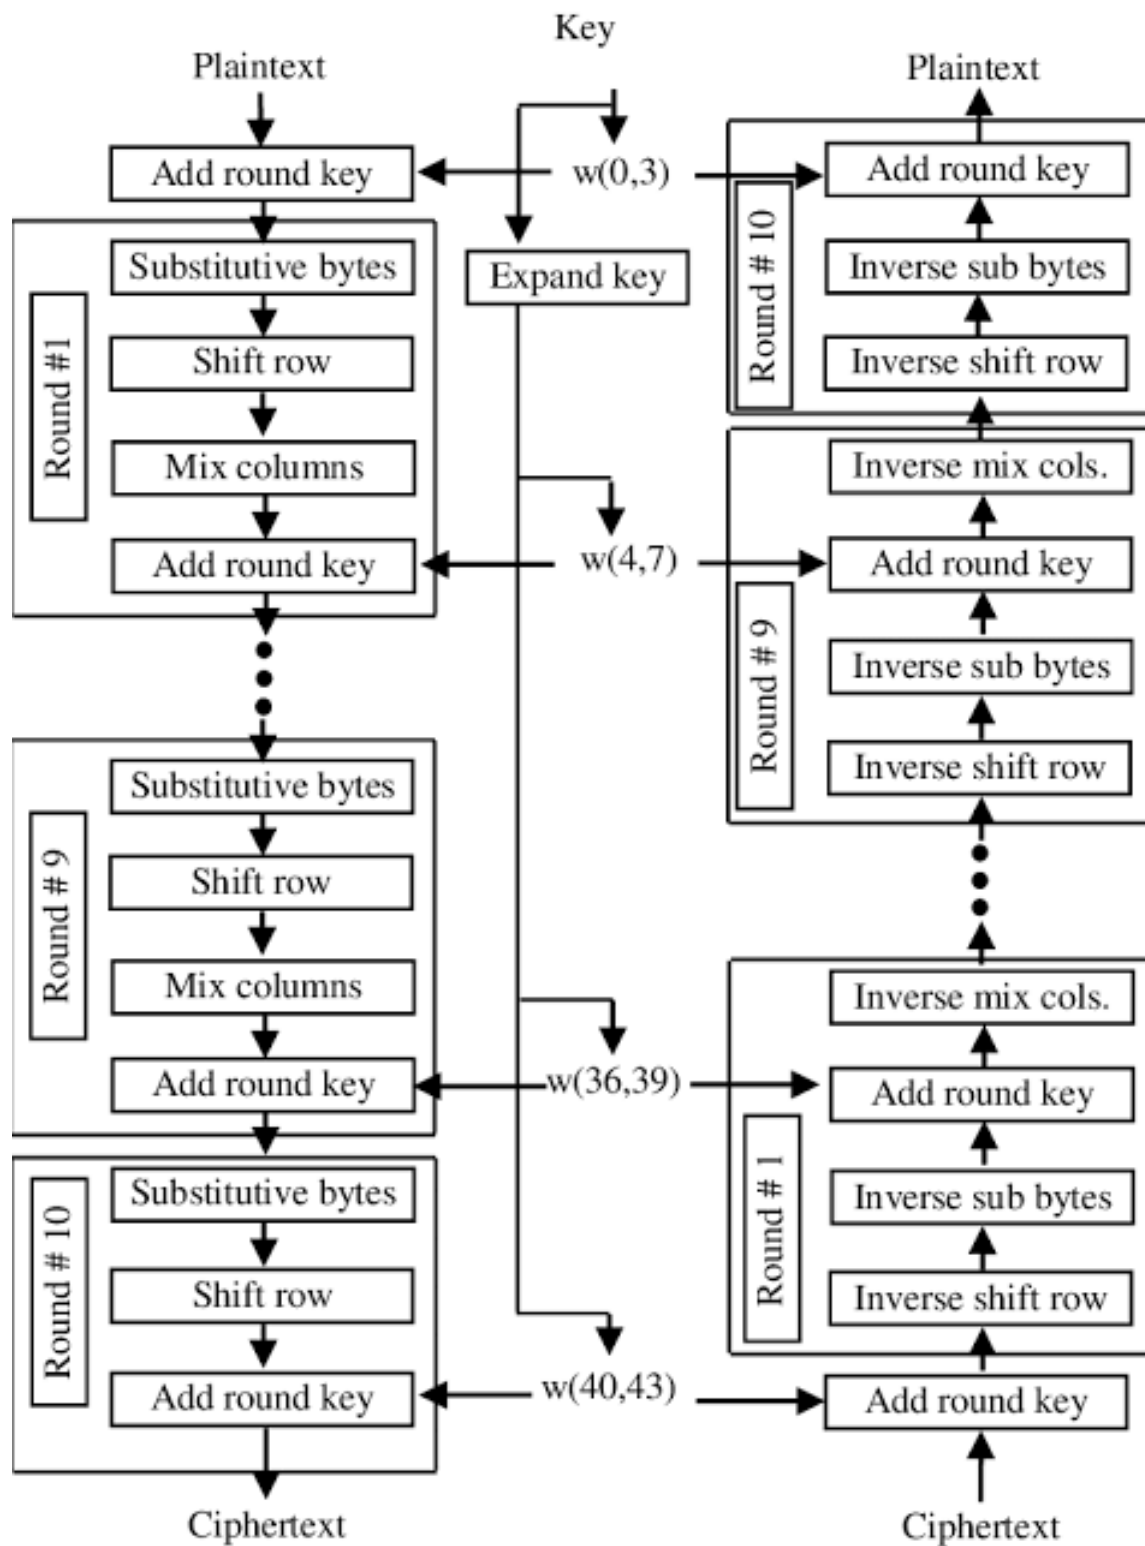 Key
Plaintext
Add round key
Round #1
Substitutive bytes
Shift row
Mix columns
Add round key
Round # 9
Substitutive bytes
Shift row
Mix columns
Add round key
Round # 10
Substitutive bytes
Shift row
Add round key
Ciphertext
w(0,3)
Expand key
w(4,7)
w(36,39)
w(40,43)
Plaintext
Round # 10
Add round key
Inverse sub bytes
Inverse shift row
Round # 9
Inverse mix cols.
Add round key
Inverse sub bytes
Inverse shift row
Round # 1
Inverse mix cols.
Add round key
Inverse sub bytes
Inverse shift row
Add round key
Ciphertext